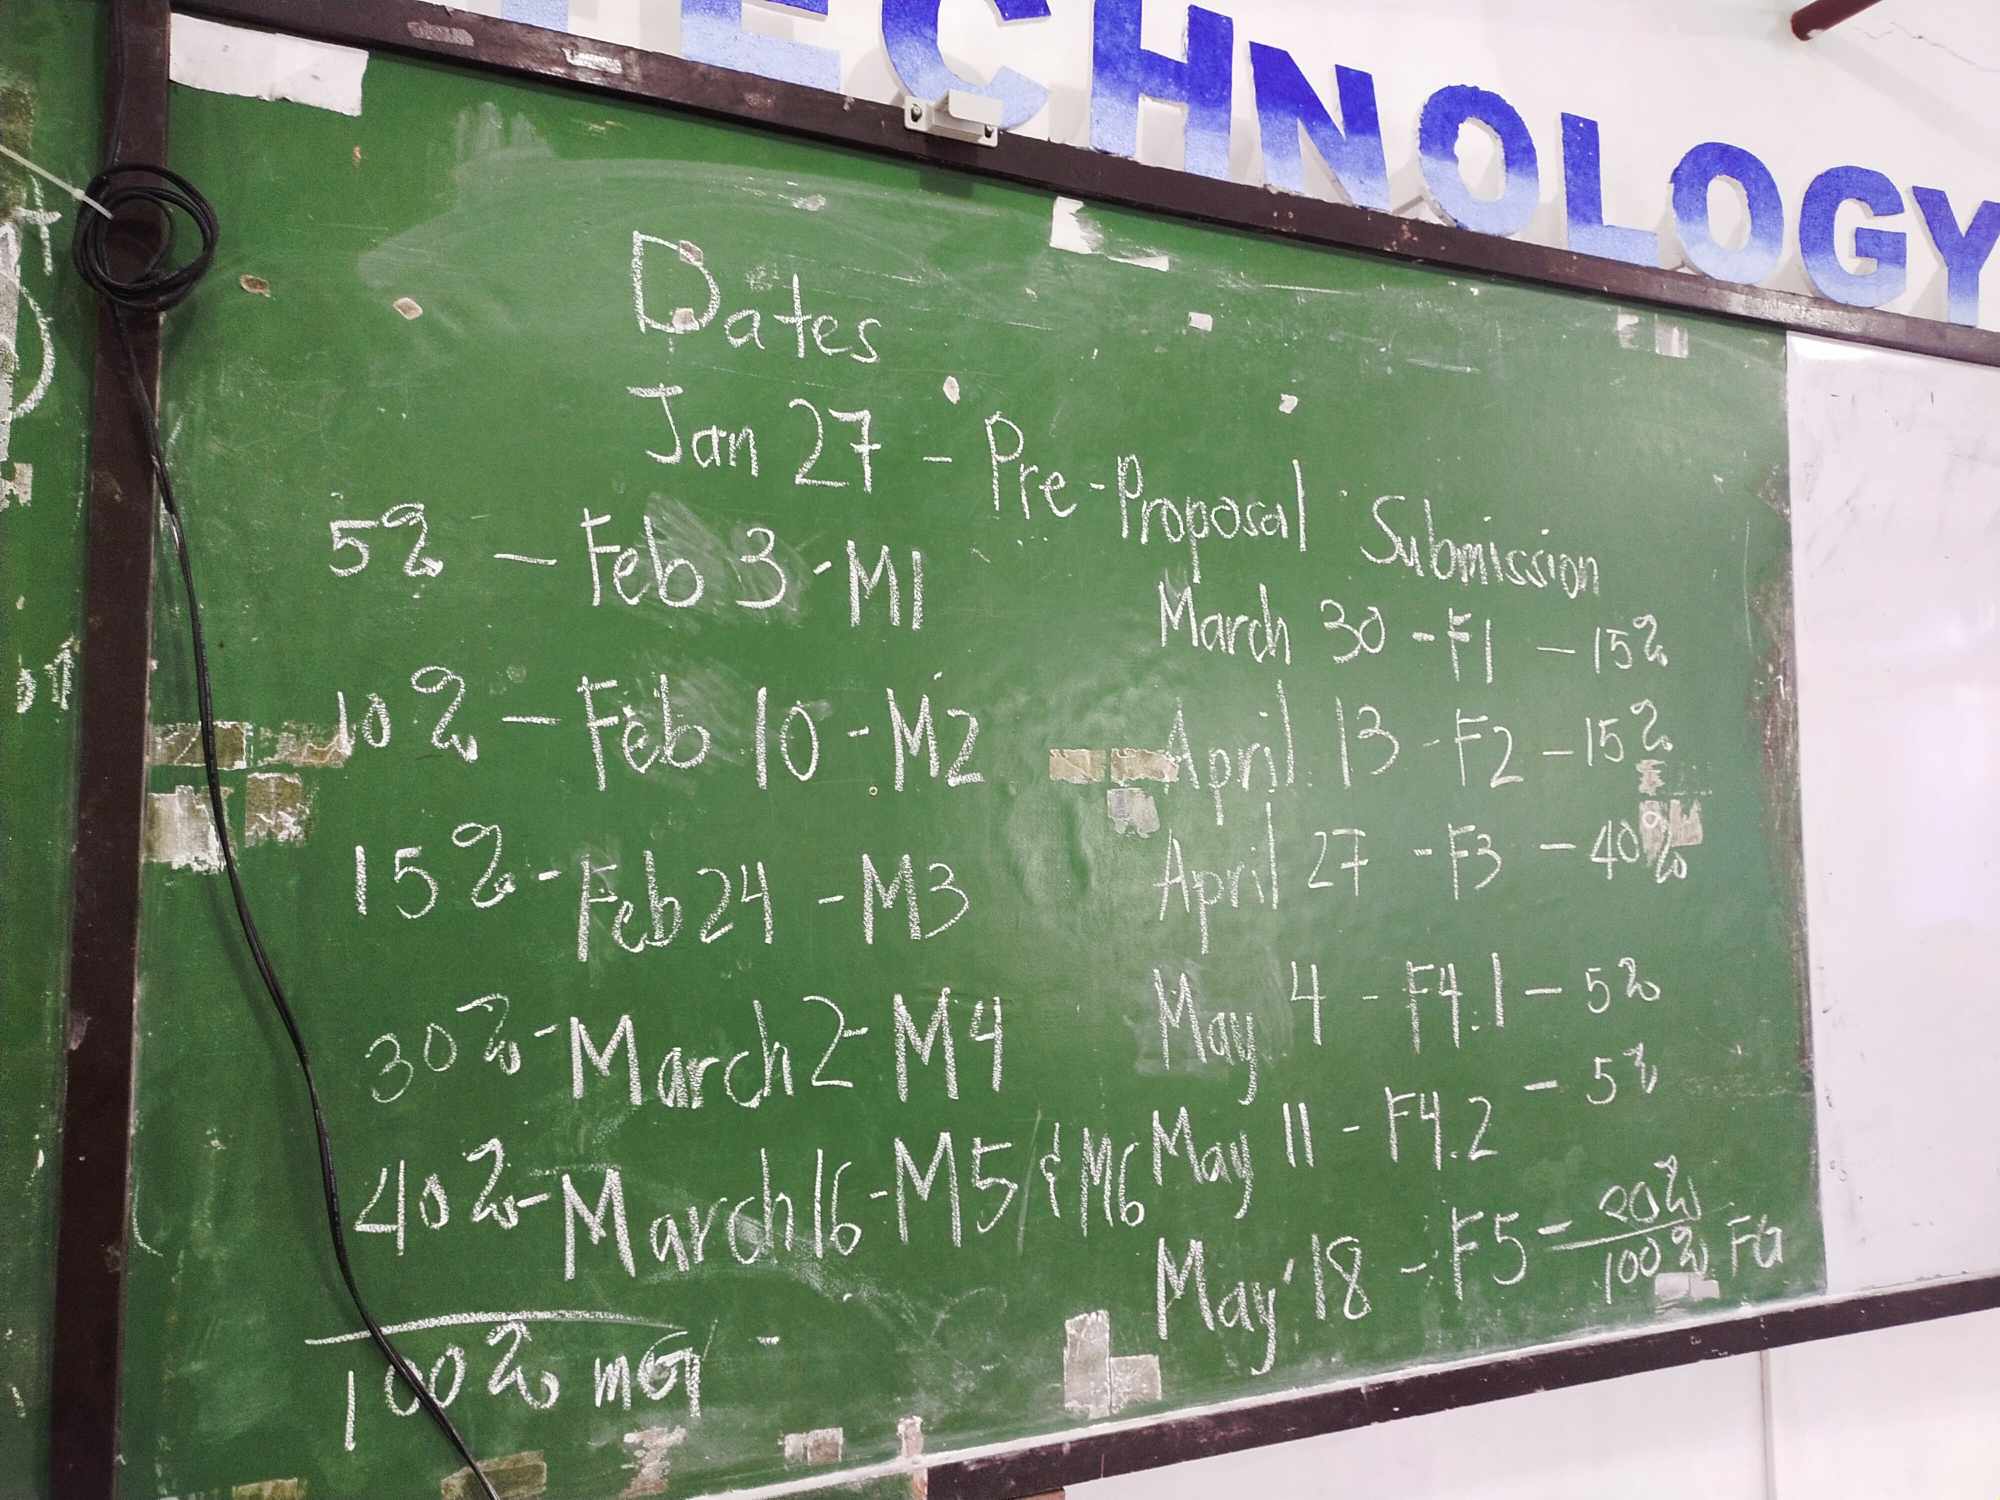 TECHNOLOGY
Dates
Jan 27 - Pre-Proposal Submission
5% - Feb 3 - M1
10% - Feb 10 - M2
15% - Feb 24 - M3
30% - March 2 - M4
40% - March 16 - M5 & M6
100% MG
March 30 - F1 - 15%
April 13 - F2 - 15%
April 27 - F3 - 40%
May 4 - F4.1 - 5%
May 11 - F4.2 - 5%
May 18 - F5 - 20%
100% FG